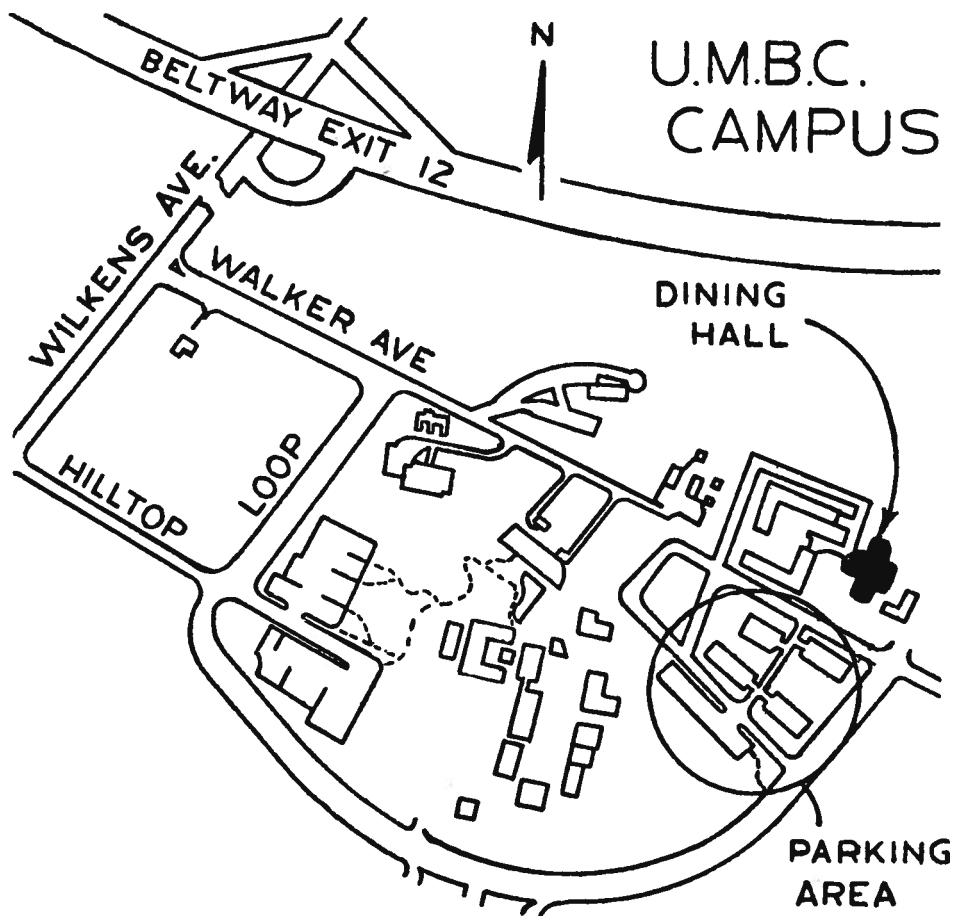 N
U.M.B.C.
CAMPUS
BELTWAY EXIT 12
WILKENS AVE.
WALKER AVE
DINING
HALL
HILLTOP
LOOP
PARKING
AREA